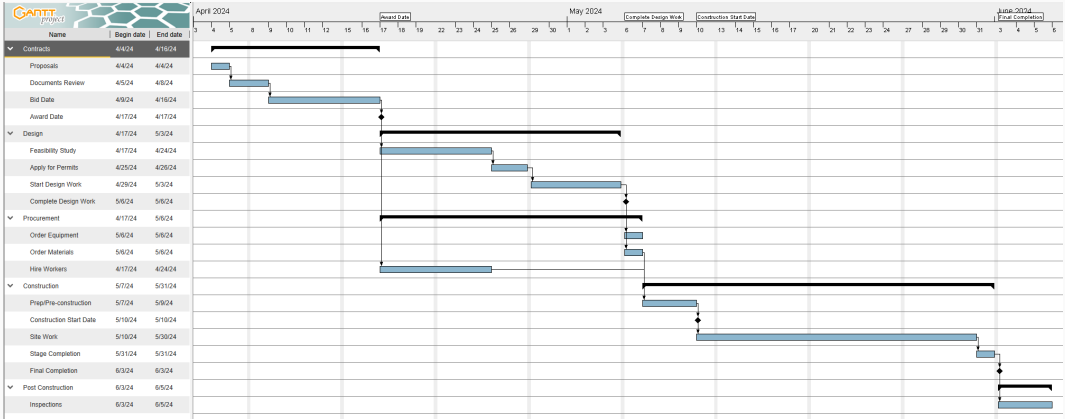 GANTT
project
April 2024 May 2024 June 2024
Award Date Complete Design Work Construction Start Date Final Completion
Name Begin date End date
3 4 5 8 9 10 11 12 15 16 17 18 19 22 23 24 25 26 29 30 1 2 3 6 7 8 9 10 13 14 15 16 17 20 21 22 23 24 27 28 29 30 31 3 4 5 6
Contracts 4/4/24 4/16/24
Proposals 4/4/24 4/4/24
Documents Review 4/5/24 4/8/24
Bid Date 4/9/24 4/16/24
Award Date 4/17/24 4/17/24
Design 4/17/24 5/3/24
Feasibility Study 4/17/24 4/24/24
Apply for Permits 4/25/24 4/26/24
Start Design Work 4/29/24 5/3/24
Complete Design Work 5/6/24 5/6/24
Procurement 4/17/24 5/6/24
Order Equipment 5/6/24 5/6/24
Order Materials 5/6/24 5/6/24
Hire Workers 4/17/24 4/24/24
Construction 5/7/24 5/31/24
Prep/Pre-construction 5/7/24 5/9/24
Construction Start Date 5/10/24 5/10/24
Site Work 5/10/24 5/30/24
Stage Completion 5/31/24 5/31/24
Final Completion 6/3/24 6/3/24
Post Construction 6/3/24 6/5/24
Inspections 6/3/24 6/5/24